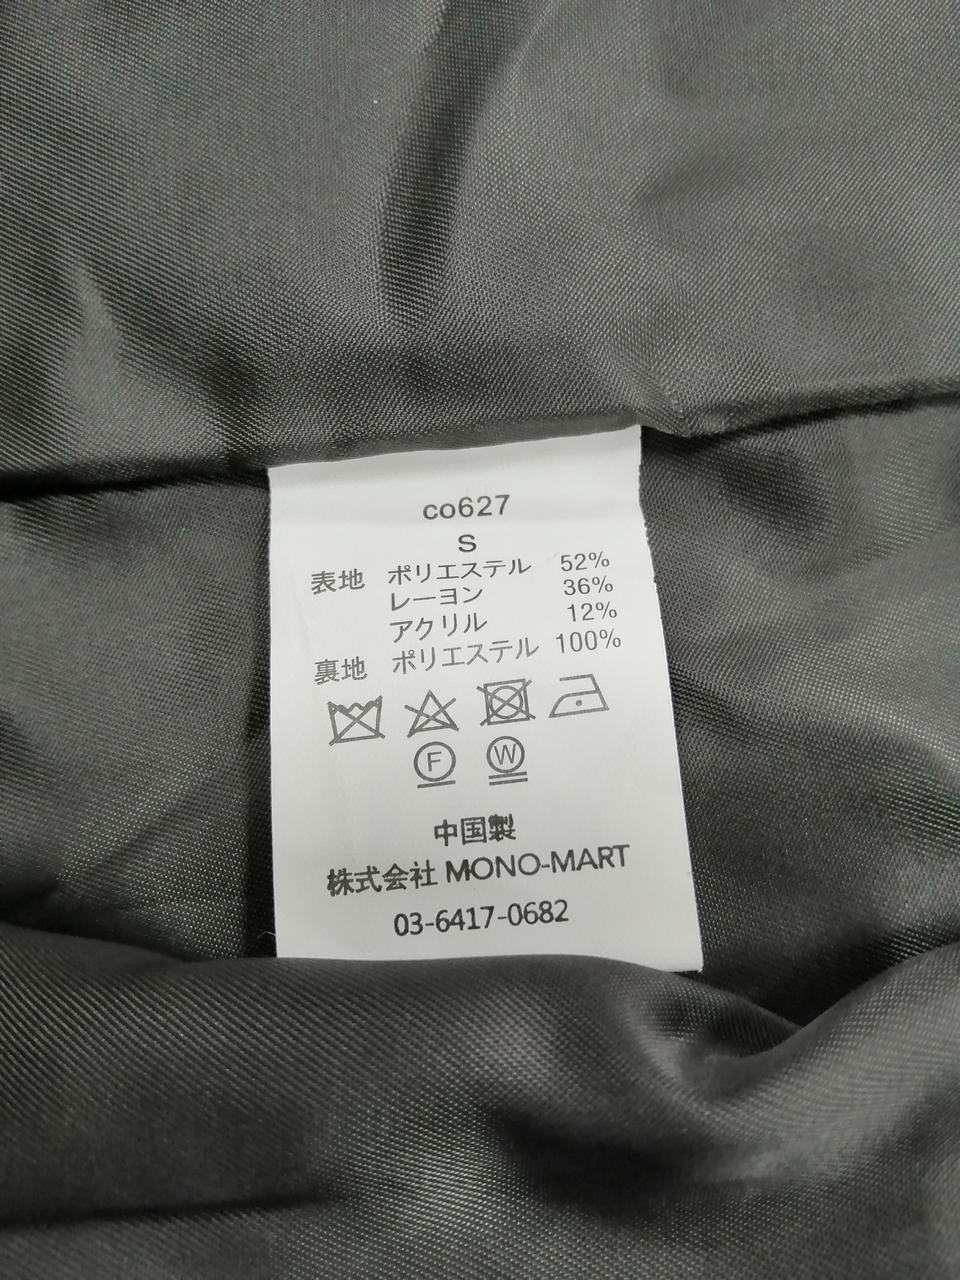 co627
S
表地 ポリエステル 52%
レーヨン 36%
アクリル 12%
裏地 ポリエステル 100%
F W
中国製
株式会社 MONO-MART
03-6417-0682